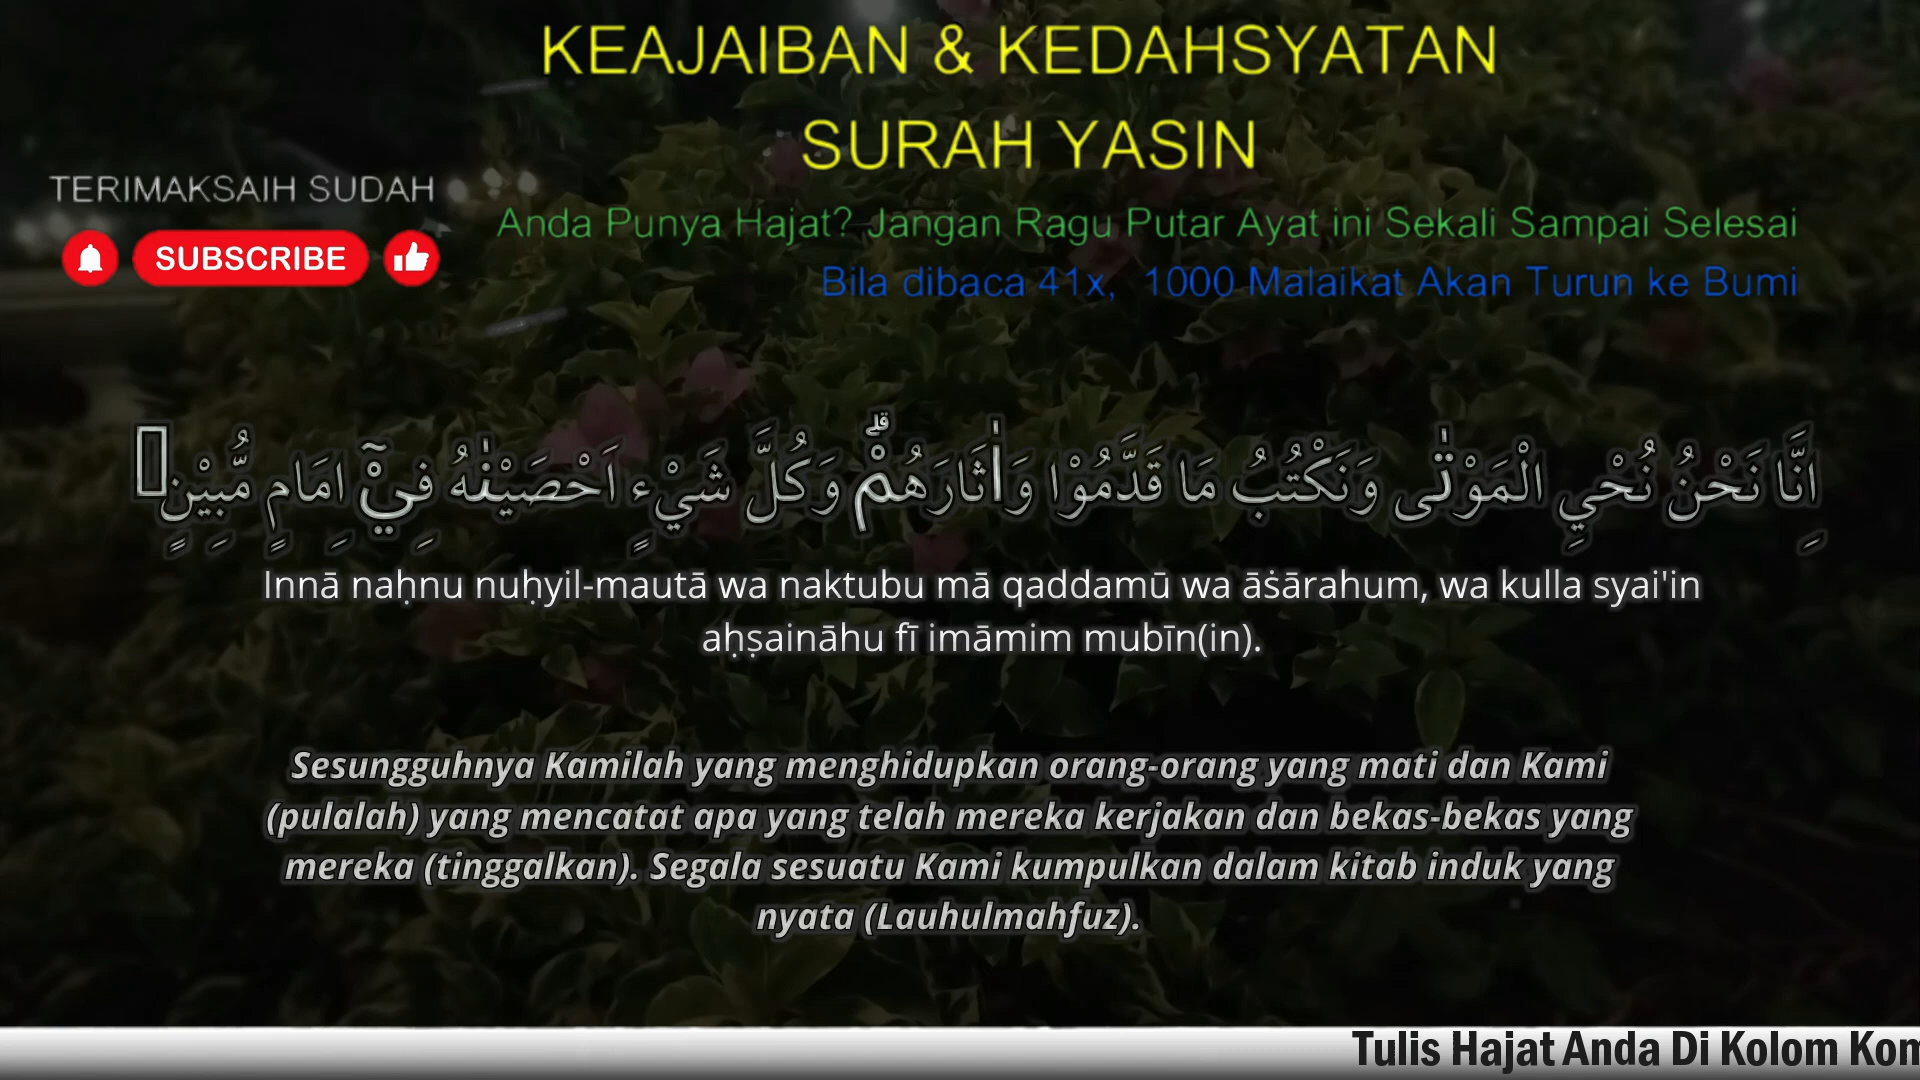 KEAJAIBAN & KEDAHSYATAN
SURAH YASIN
TERIMAKSAIH SUDAH
SUBSCRIBE
Anda Punya Hajat? Jangan Ragu Putar Ayat ini Sekali Sampai Selesai
Bila dibaca 41x, 1000 Malaikat Akan Turun ke Bumi
اِنَّا نَحْنُ نُحْيِ الْمَوْتٰى وَنَكْتُبُ مَا قَدَّمُوْا وَاٰثَارَهُمْۗ وَكُلَّ شَيْءٍ اَحْصَيْنٰهُ فِيْٓ اِمَامٍ مُّبِيْنٍ
Innā naḥnu nuḥyil-mautā wa naktubu mā qaddamū wa āṡārahum, wa kulla syai'in
aḥṣaināhu fī imāmim mubīn(in).
Sesungguhnya Kamilah yang menghidupkan orang-orang yang mati dan Kami
(pulalah) yang mencatat apa yang telah mereka kerjakan dan bekas-bekas yang
mereka (tinggalkan). Segala sesuatu Kami kumpulkan dalam kitab induk yang
nyata (Lauhulmahfuz).
Tulis Hajat Anda Di Kolom Kom